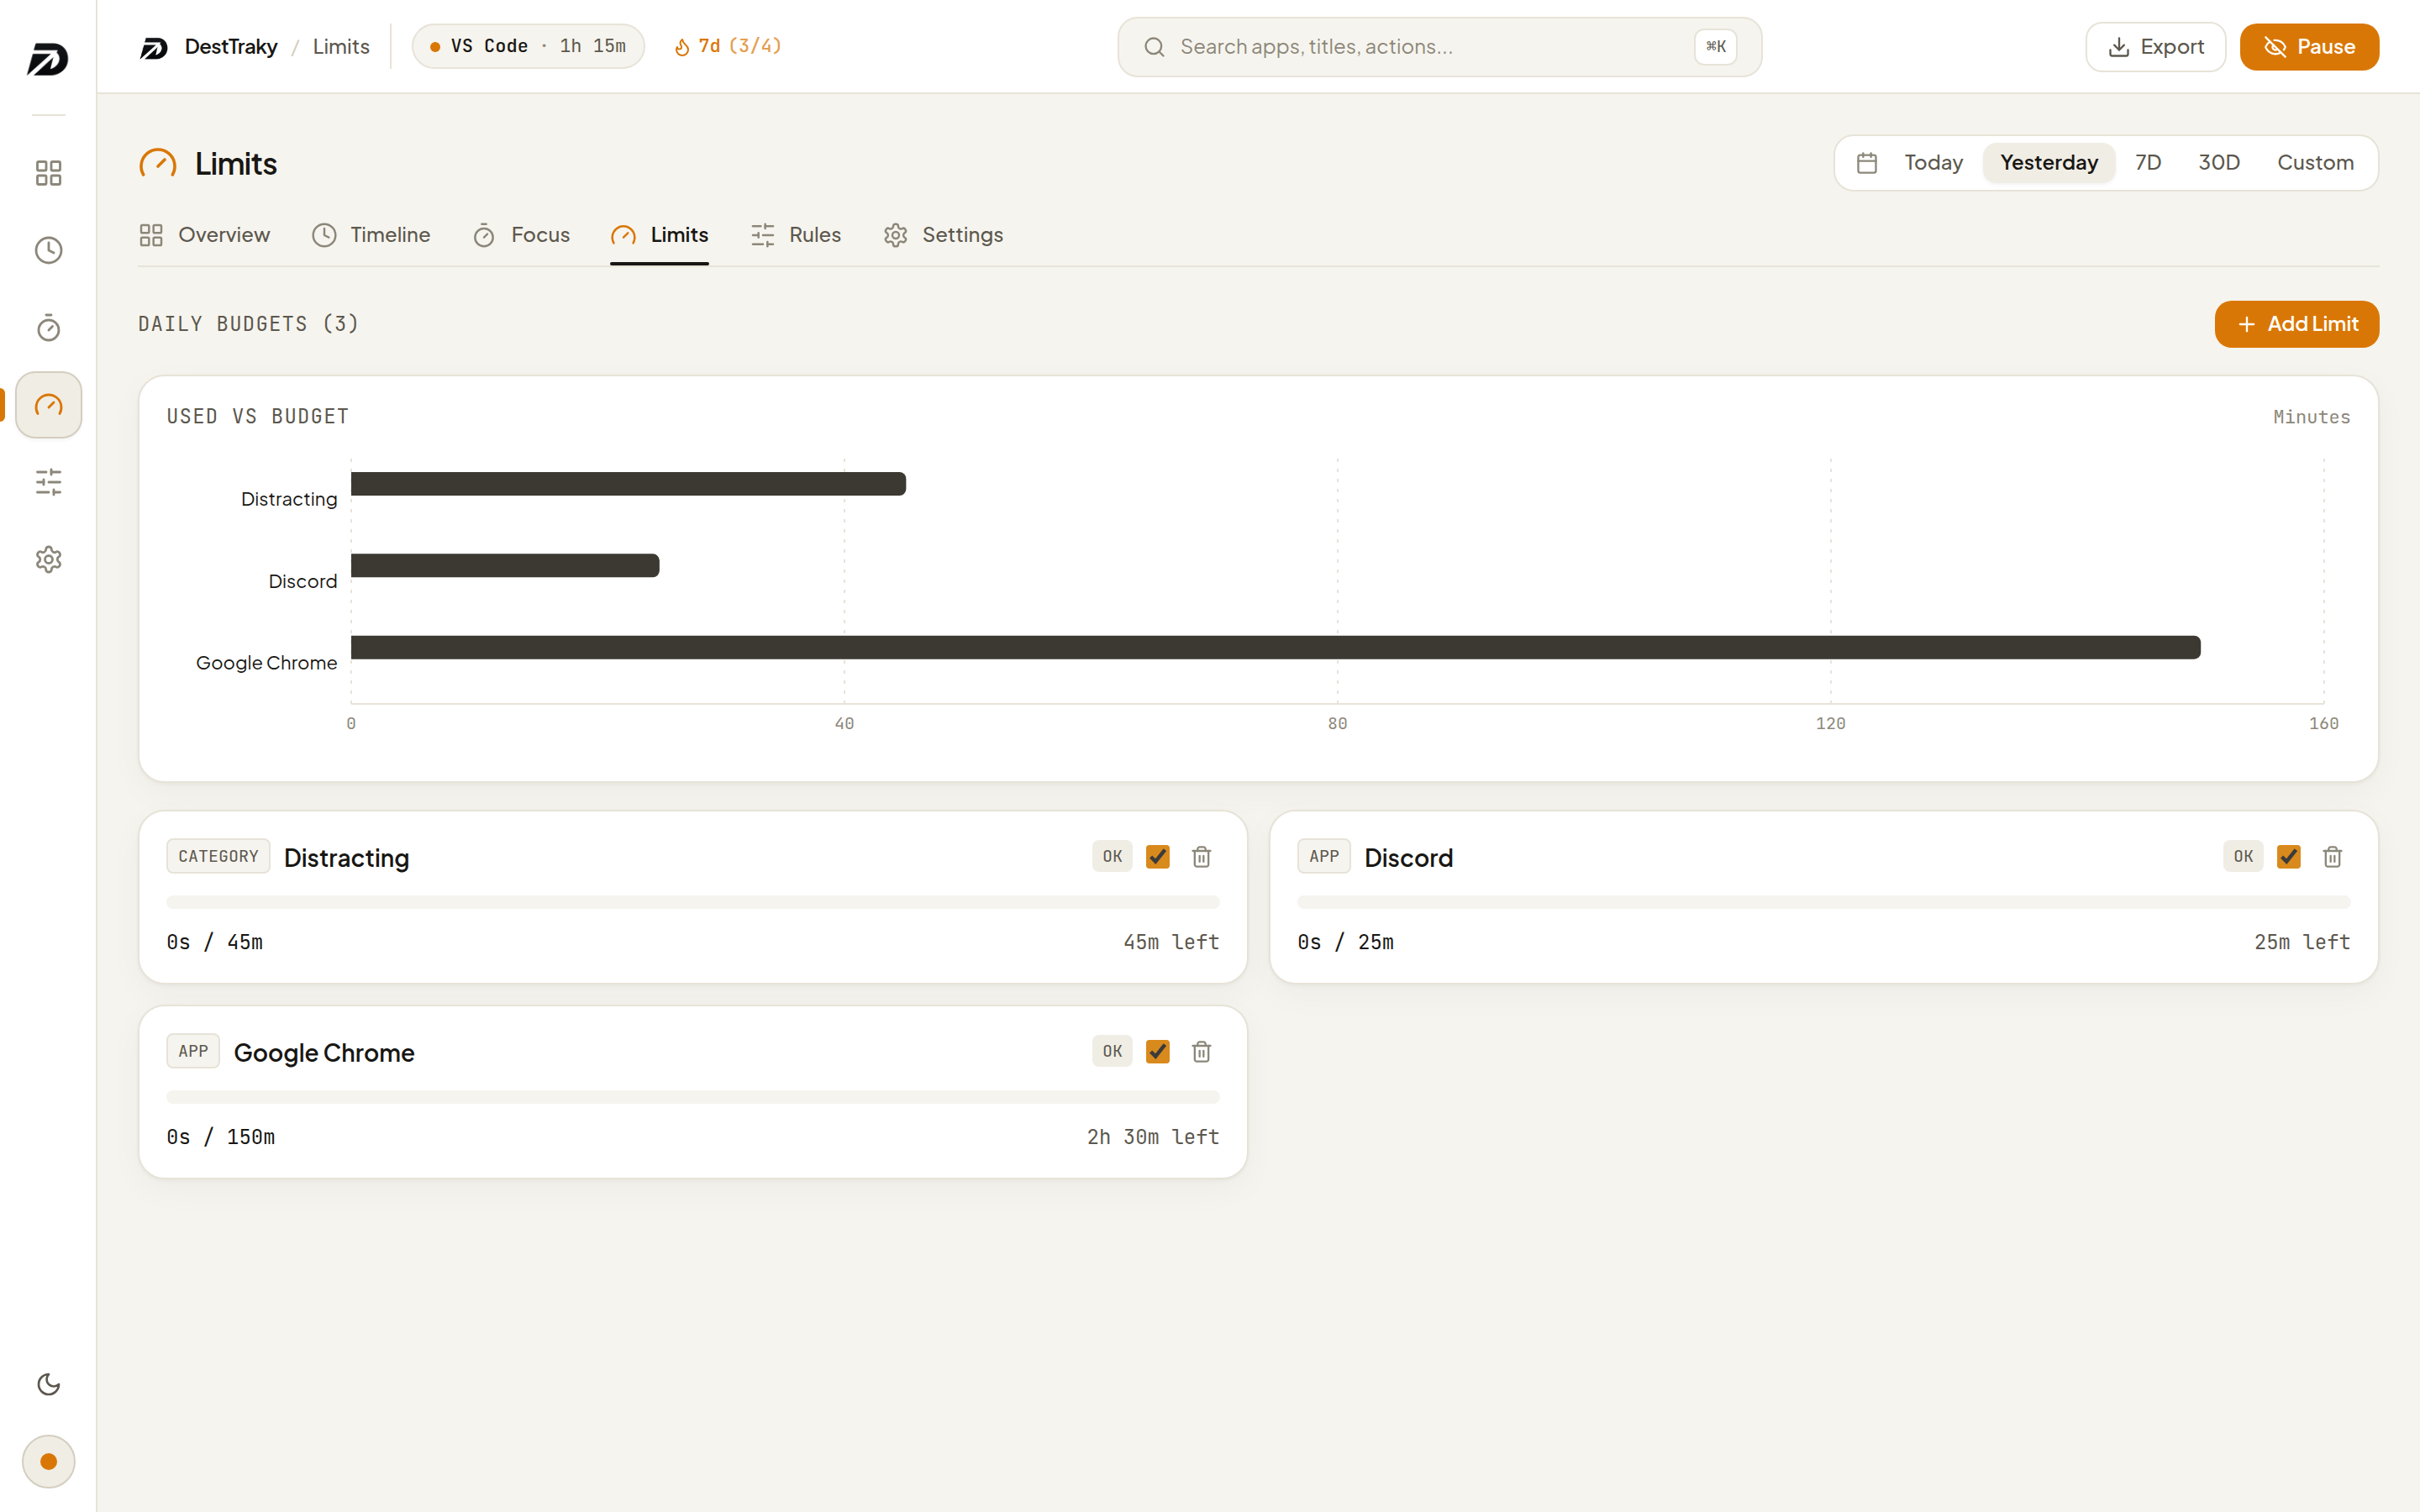 DestTraky / Limits
VS Code · 1h 15m
7d (3/4)
Search apps, titles, actions...
⌘K
Export
Pause
Limits
Today
Yesterday
7D
30D
Custom
Overview
Timeline
Focus
Limits
Rules
Settings
DAILY BUDGETS (3)
Add Limit
USED VS BUDGET
Minutes
Distracting
Discord
Google Chrome
0
40
80
120
160
CATEGORY
Distracting
OK
0s / 45m
45m left
APP
Discord
OK
0s / 25m
25m left
APP
Google Chrome
OK
0s / 150m
2h 30m left